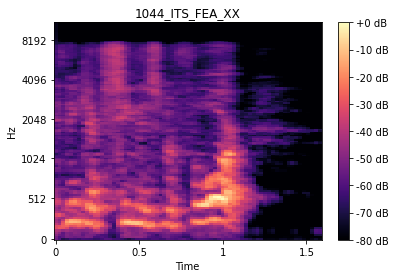 1044_ITS_FEA_XX
8192
4096
2048
1024
512
0
Hz
0
0.5
1
1.5
Time
+0 dB
-10 dB
-20 dB
-30 dB
-40 dB
-50 dB
-60 dB
-70 dB
-80 dB